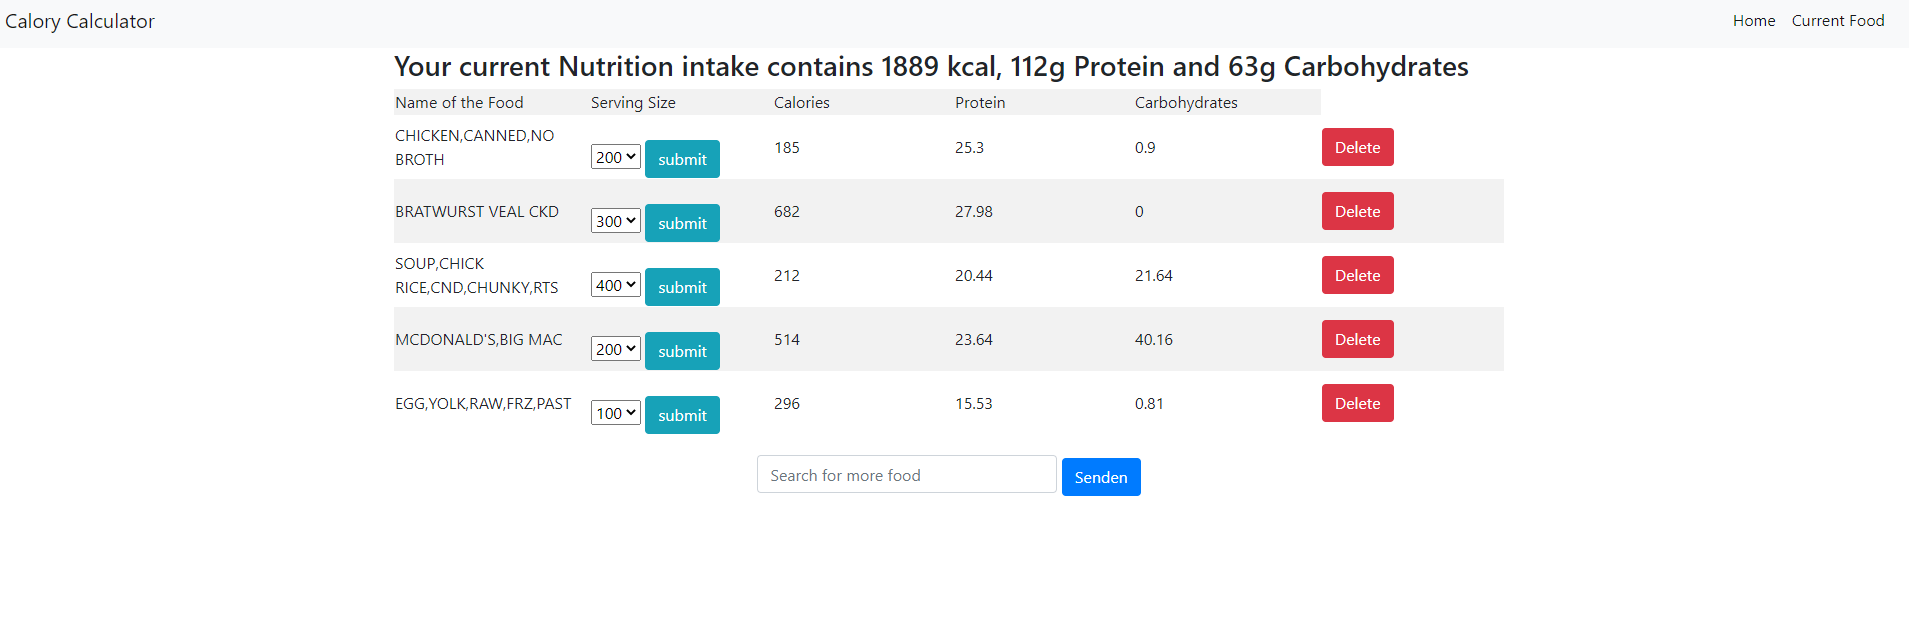 Calory Calculator Home Current Food
Your current Nutrition intake contains 1889 kcal, 112g Protein and 63g Carbohydrates
Name of the Food Serving Size Calories Protein Carbohydrates
CHICKEN,CANNED,NO
BROTH
200 submit 185 25.3 0.9 Delete
BRATWURST VEAL CKD 300 submit 682 27.98 0 Delete
SOUP,CHICK
RICE,CND,CHUNKY,RTS
400 submit 212 20.44 21.64 Delete
MCDONALD'S,BIG MAC 200 submit 514 23.64 40.16 Delete
EGG,YOLK,RAW,FRZ,PAST 100 submit 296 15.53 0.81 Delete
Search for more food Senden